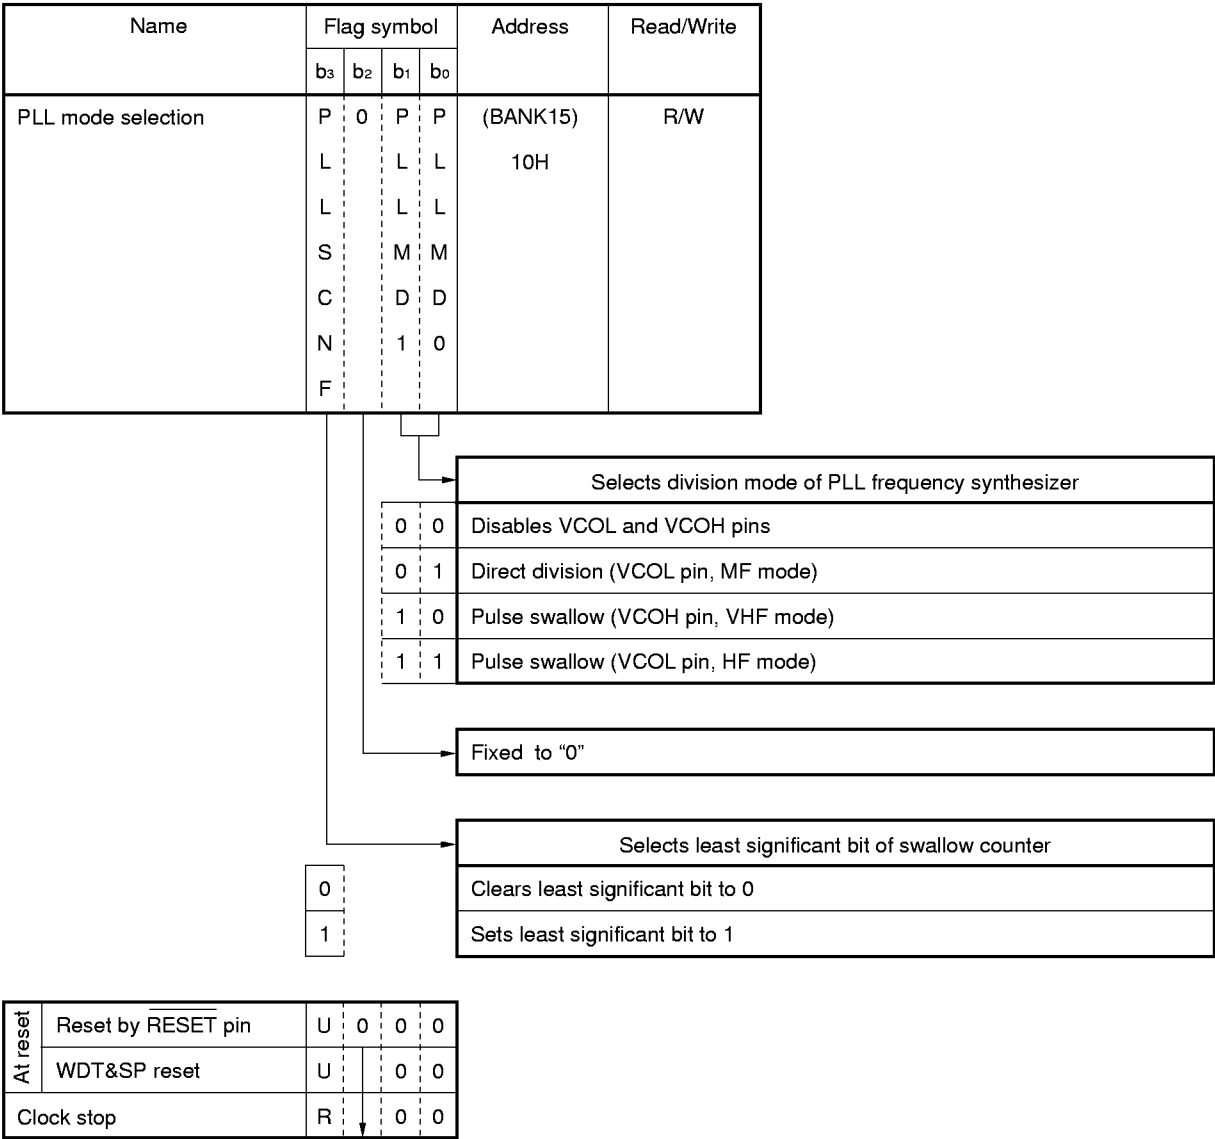 Name Flag symbol Address Read/Write
b3 b2 b1 b0
PLL mode selection P 0 P P (BANK15) R/W
L L L 10H
L L L
S M M
C D D
N 1 0
F
Selects division mode of PLL frequency synthesizer
0 0 Disables VCOL and VCOH pins
0 1 Direct division (VCOL pin, MF mode)
1 0 Pulse swallow (VCOH pin, VHF mode)
1 1 Pulse swallow (VCOL pin, HF mode)
Fixed to “0”
Selects least significant bit of swallow counter
0 Clears least significant bit to 0
1 Sets least significant bit to 1
At reset
Reset by RESET pin U 0 0 0
WDT&SP reset U 0 0
Clock stop R 0 0